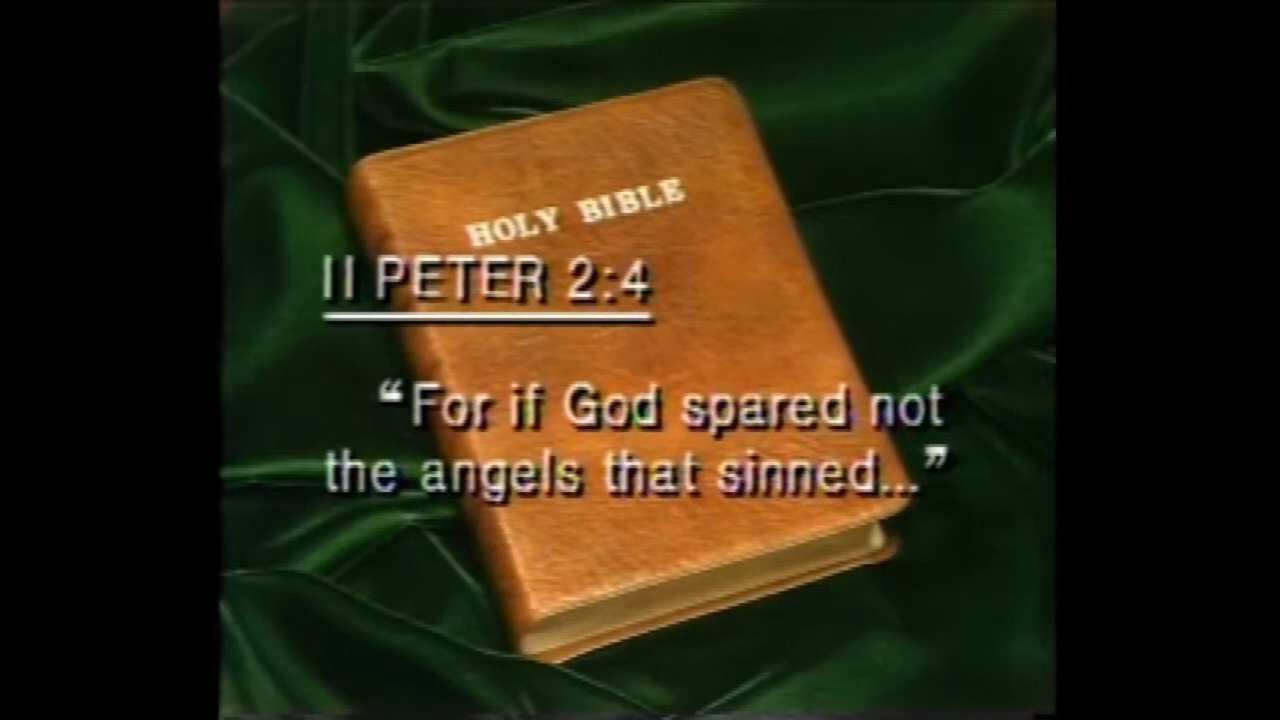 HOLY BIBLE
II PETER 2:4
“For if God spared not
the angels that sinned...”